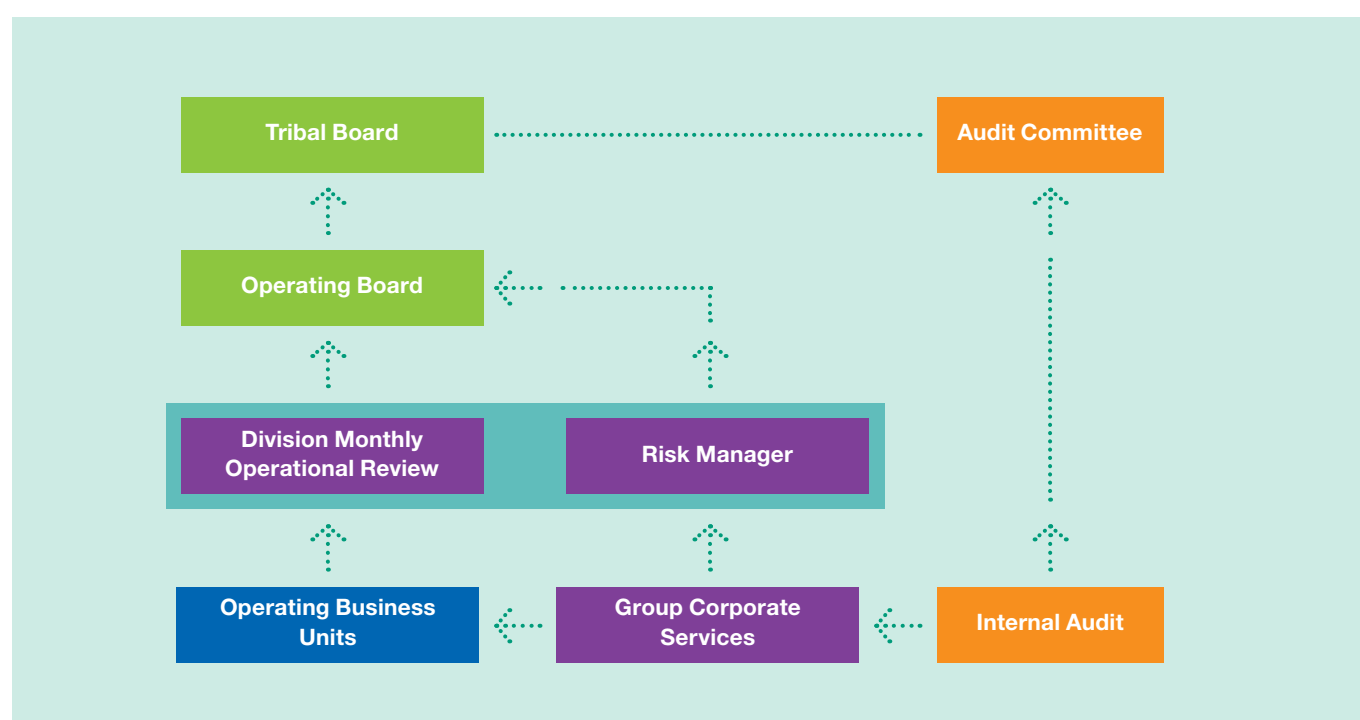 Tribal Board
Audit Committee
Operating Board
Division Monthly
Operational Review
Risk Manager
Operating Business
Units
Group Corporate
Services
Internal Audit